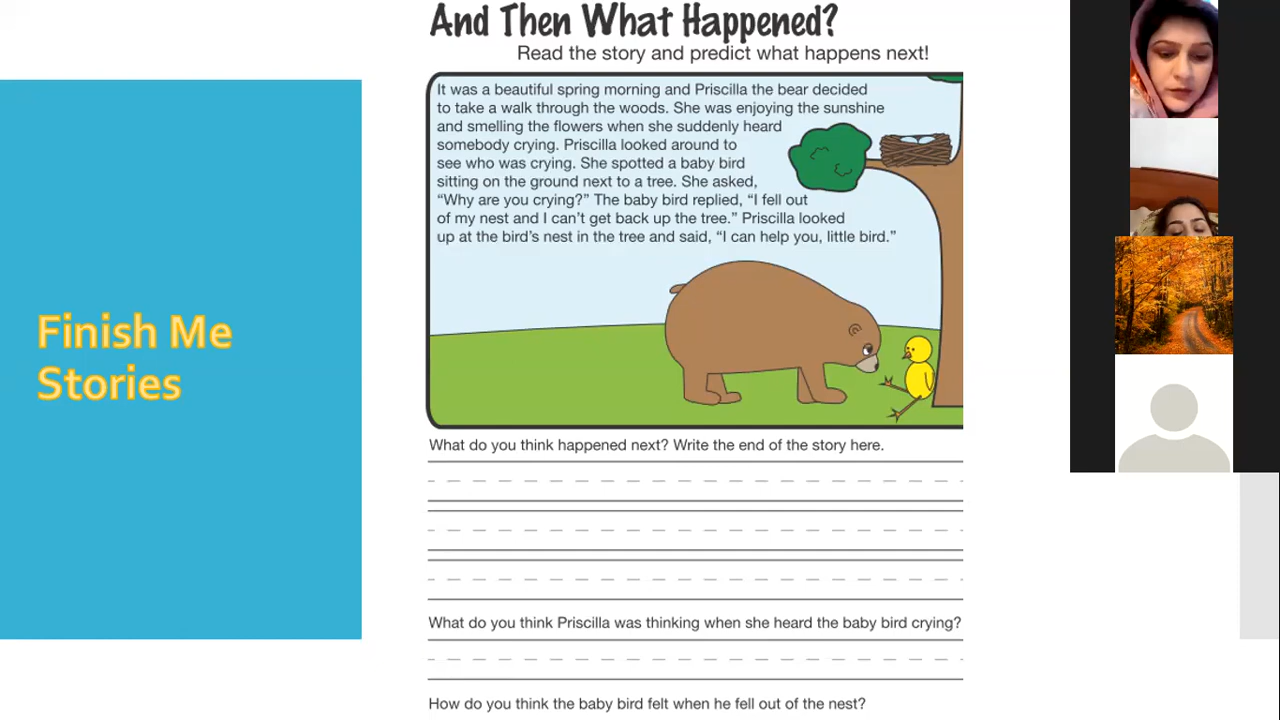 And Then What Happened?
Read the story and predict what happens next!
It was a beautiful spring morning and Priscilla the bear decided
to take a walk through the woods. She was enjoying the sunshine
and smelling the flowers when she suddenly heard
somebody crying. Priscilla looked around to
see who was crying. She spotted a baby bird
sitting on the ground next to a tree. She asked,
“Why are you crying?” The baby bird replied, “I fell out
of my nest and I can’t get back up the tree.” Priscilla looked
up at the bird’s nest in the tree and said, “I can help you, little bird.”
Finish Me
Stories
What do you think happened next? Write the end of the story here.
What do you think Priscilla was thinking when she heard the baby bird crying?
How do you think the baby bird felt when he fell out of the nest?